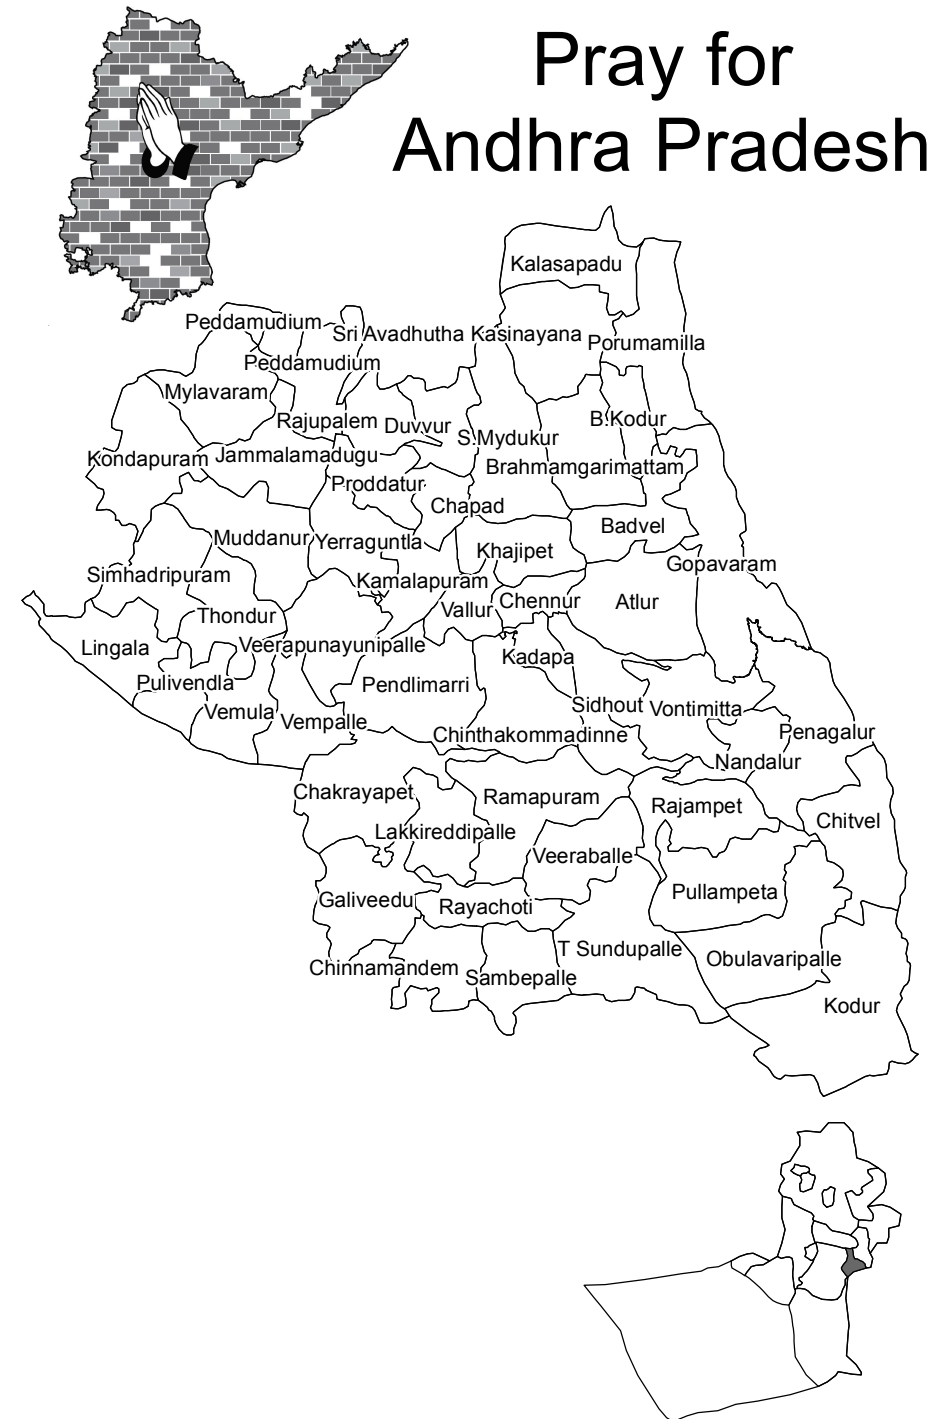 Pray for
Andhra Pradesh
Kalasapadu
Peddamudium
Sri Avadhutha Kasinayana
Porumamilla
Peddamudium
Mylavaram
Rajupalem
Duvvur
B.Kodur
S.Mydukur
Kondapuram
Jammalamadugu
Brahmamgarimattam
Proddatur
Chapad
Badvel
Muddanur
Yerraguntla
Khajipet
Gopavaram
Simhadripuram
Kamalapuram
Vallur
Chennur
Atlur
Thondur
Lingala
Veerapunayunipalle
Kadapa
Pulivendla
Pendlimarri
Sidhout
Vontimitta
Vemula
Vempalle
Chinthakommadinne
Penagalur
Nandalur
Chakrayapet
Ramapuram
Rajampet
Chitvel
Lakkireddipalle
Veeraballe
Galiveedu
Rayachoti
Pullampeta
T Sundupalle
Obulavaripalle
Chinnamandem
Sambepalle
Kodur